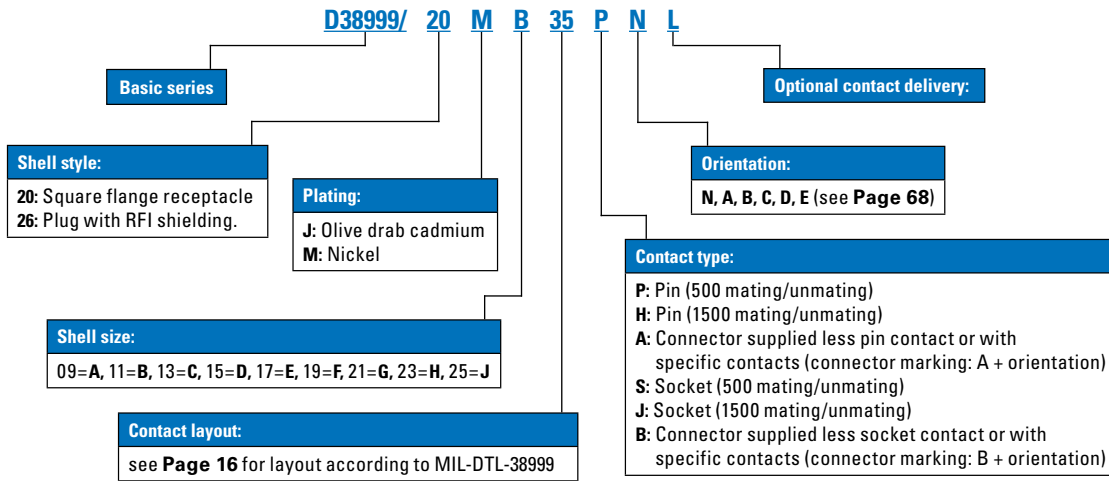 D38999/ 20 M B 35 P N L
Basic series
Optional contact delivery:
Shell style:
20: Square flange receptacle
26: Plug with RFI shielding.
Plating:
J: Olive drab cadmium
M: Nickel
Orientation:
N, A, B, C, D, E (see Page 68)
Shell size:
09=A, 11=B, 13=C, 15=D, 17=E, 19=F, 21=G, 23=H, 25=J
Contact type:
P: Pin (500 mating/unmating)
H: Pin (1500 mating/unmating)
A: Connector supplied less pin contact or with
specific contacts (connector marking: A + orientation)
S: Socket (500 mating/unmating)
J: Socket (1500 mating/unmating)
B: Connector supplied less socket contact or with
specific contacts (connector marking: B + orientation)
Contact layout:
see Page 16 for layout according to MIL-DTL-38999